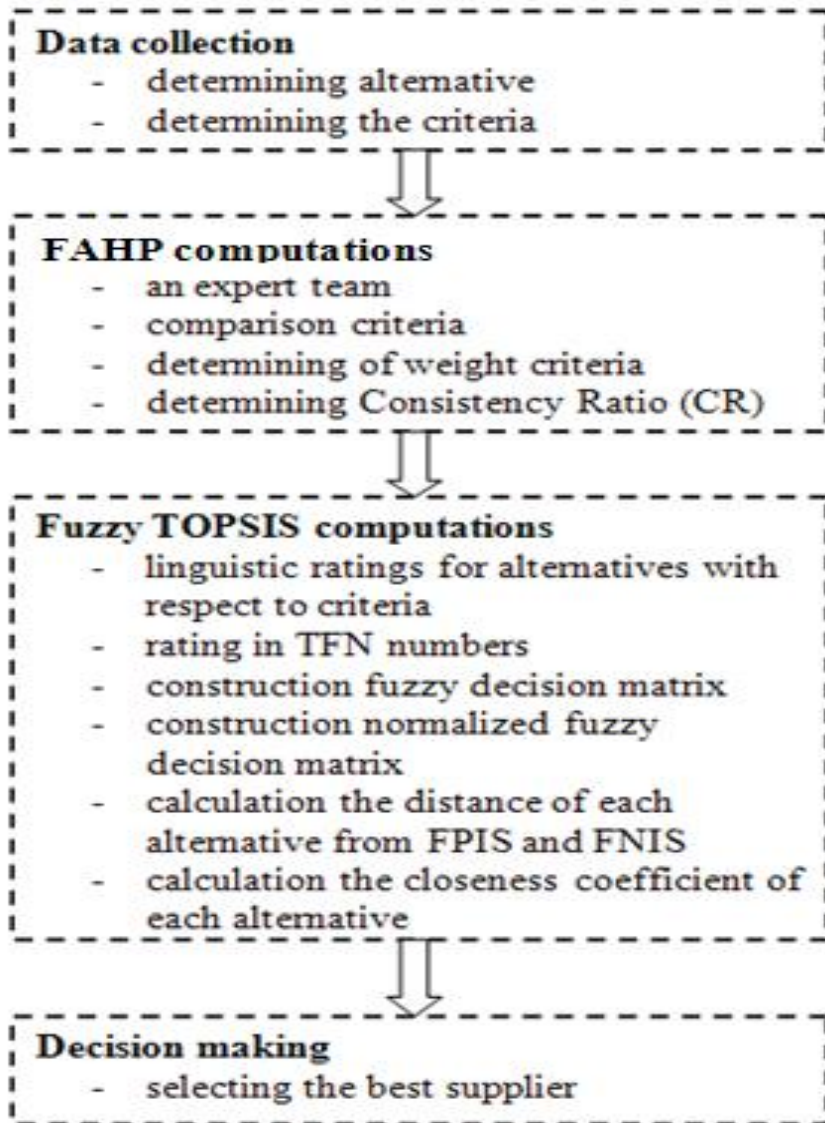 Data collection
- determining alternative
- determining the criteria
FAHP computations
- an expert team
- comparison criteria
- determining of weight criteria
- determining Consistency Ratio (CR)
Fuzzy TOPSIS computations
- linguistic ratings for alternatives with
respect to criteria
- rating in TFN numbers
- construction fuzzy decision matrix
- construction normalized fuzzy
decision matrix
- calculation the distance of each
alternative from FPIS and FNIS
- calculation the closeness coefficient of
each alternative
Decision making
- selecting the best supplier